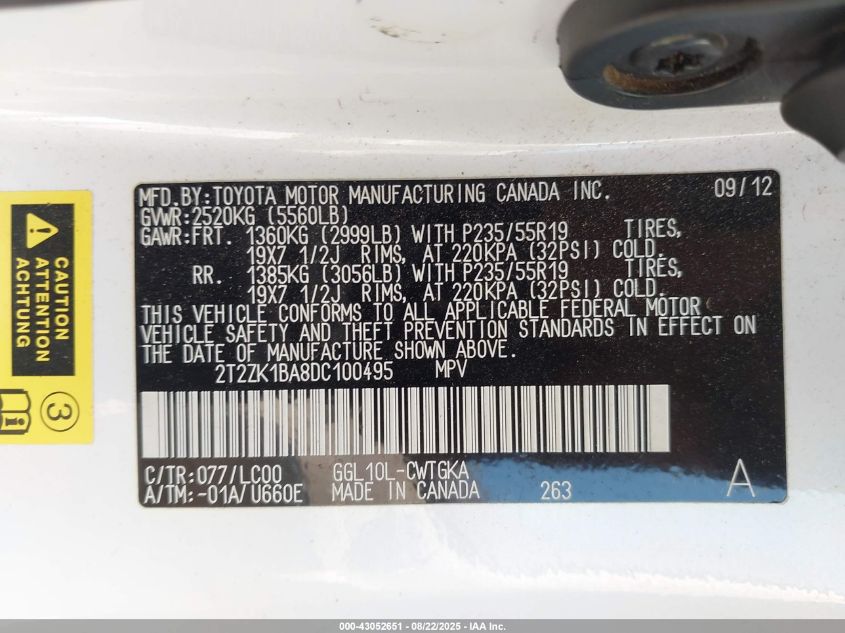 MFD.BY:TOYOTA MOTOR MANUFACTURING CANADA INC. 09/12
GVWR:2520KG (5560LB)
GAWR:FRT. 1360KG (2999LB) WITH P235/55R19 TIRES,
19X7 1/2J RIMS, AT 220KPA (32PSI) COLD.
RR. 1385KG (3056LB) WITH P235/55R19 TIRES,
19X7 1/2J RIMS, AT 220KPA (32PSI) COLD.
THIS VEHICLE CONFORMS TO ALL APPLICABLE FEDERAL MOTOR
VEHICLE SAFETY AND THEFT PREVENTION STANDARDS IN EFFECT ON
THE DATE OF MANUFACTURE SHOWN ABOVE.
2T2ZK1BA8DC100495 MPV
C/TR:077/LC00 GGL10L-CWTGKA
A/TM:-01A/U660E MADE IN CANADA 263 A
CAUTION
ATTENTION
ACHTUNG
3
000-43052651 - 08/22/2025 - IAA Inc.